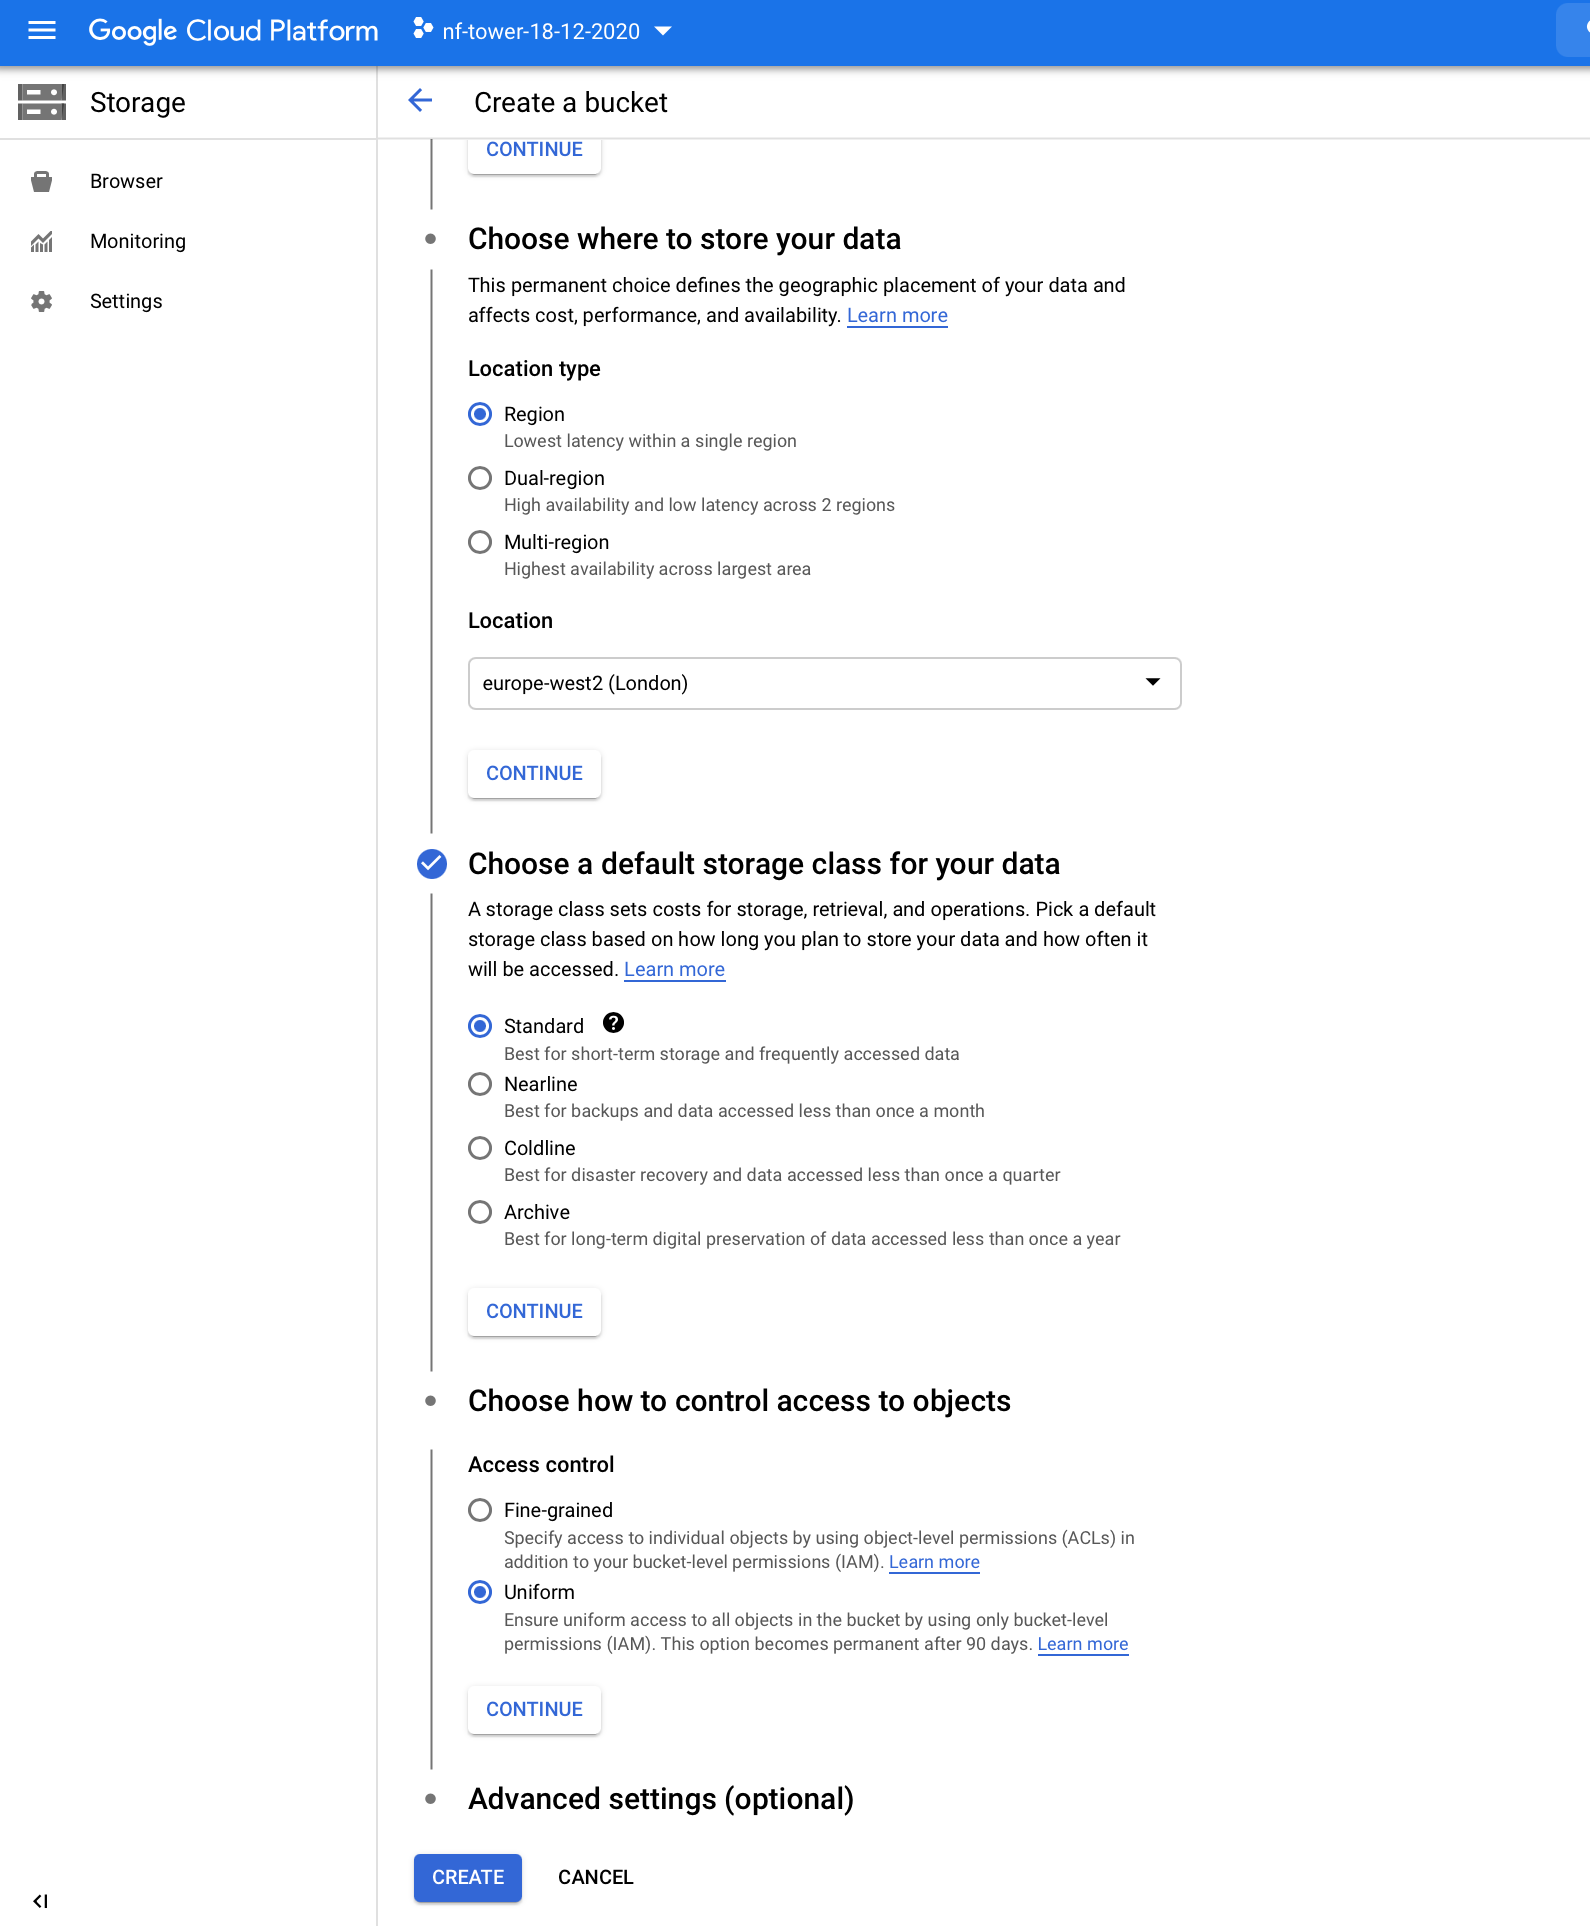 Google Cloud Platform
nf-tower-18-12-2020
Storage
Create a bucket
Browser
Monitoring
Settings
CONTINUE
Choose where to store your data
This permanent choice defines the geographic placement of your data and
affects cost, performance, and availability. Learn more
Location type
Region
Lowest latency within a single region
Dual-region
High availability and low latency across 2 regions
Multi-region
Highest availability across largest area
Location
europe-west2 (London)
CONTINUE
Choose a default storage class for your data
A storage class sets costs for storage, retrieval, and operations. Pick a default
storage class based on how long you plan to store your data and how often it
will be accessed. Learn more
Standard
Best for short-term storage and frequently accessed data
Nearline
Best for backups and data accessed less than once a month
Coldline
Best for disaster recovery and data accessed less than once a quarter
Archive
Best for long-term digital preservation of data accessed less than once a year
CONTINUE
Choose how to control access to objects
Access control
Fine-grained
Specify access to individual objects by using object-level permissions (ACLs) in
addition to your bucket-level permissions (IAM). Learn more
Uniform
Ensure uniform access to all objects in the bucket by using only bucket-level
permissions (IAM). This option becomes permanent after 90 days. Learn more
CONTINUE
Advanced settings (optional)
CREATE
CANCEL